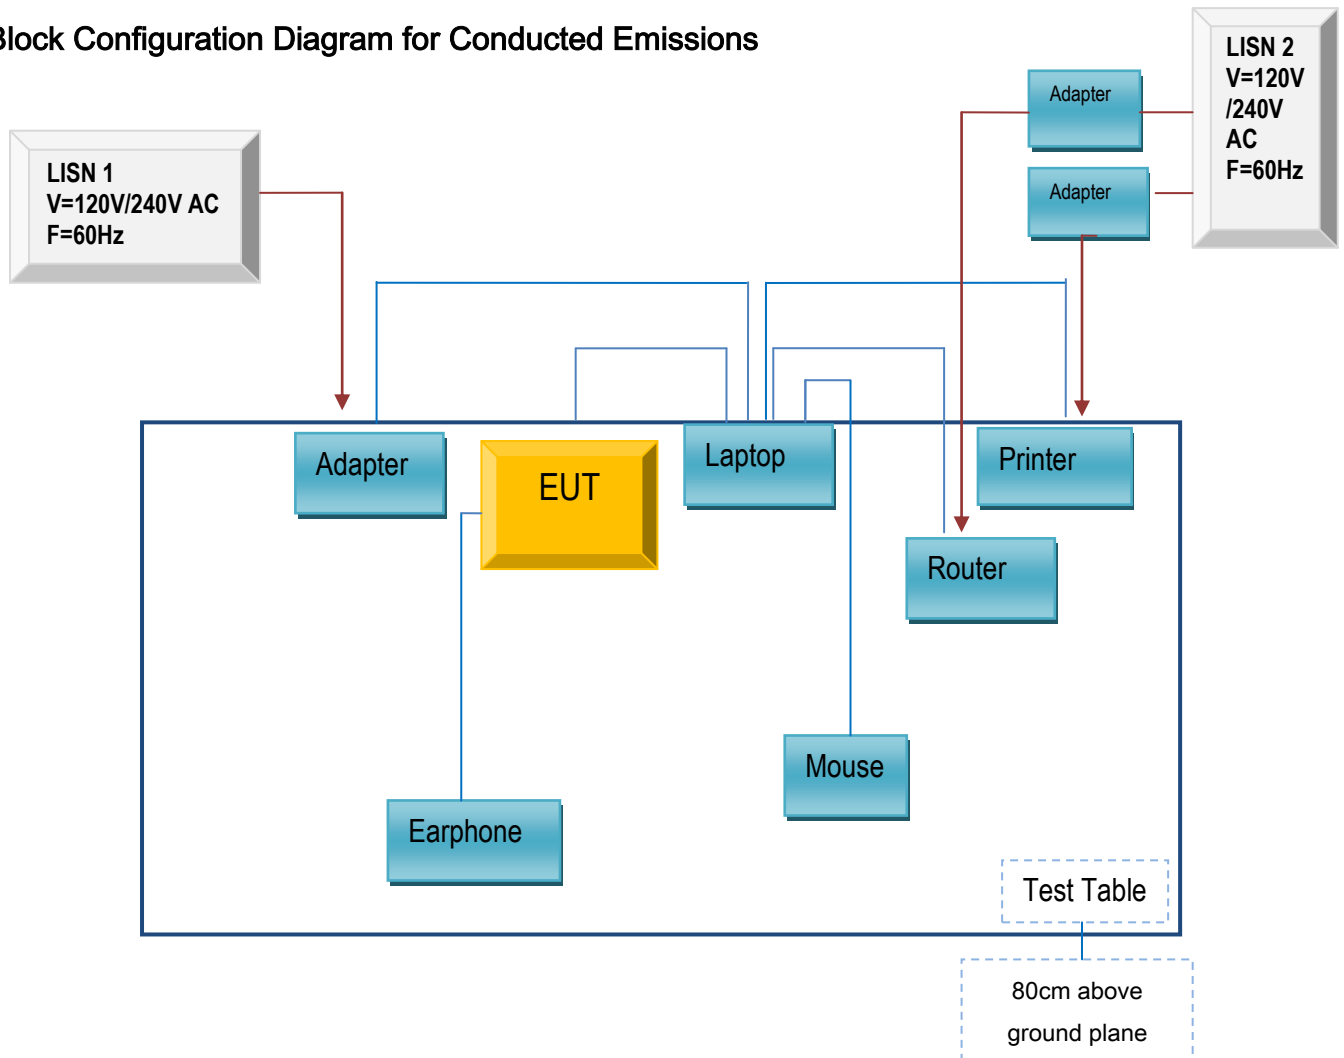 Block Configuration Diagram for Conducted Emissions
LISN 1
V=120V/240V AC
F=60Hz
Adapter
Adapter
LISN 2
V=120V
/240V
AC
F=60Hz
Adapter
EUT
Laptop
Printer
Router
Mouse
Earphone
Test Table
80cm above
ground plane